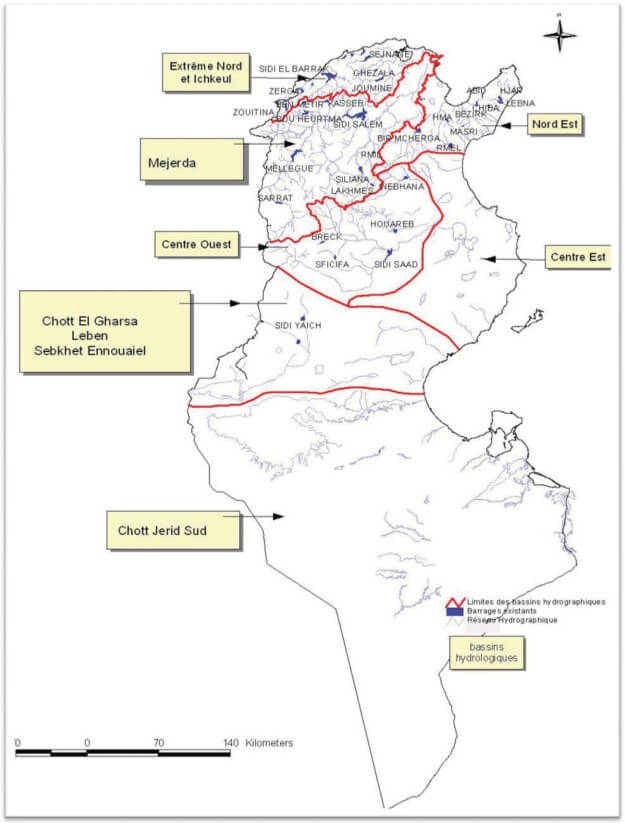 Extrême Nord
et Ichkeul
SEJNANE
SIDI EL BARRAK
GHEZALA
JOUMINE
ZERGA
KASSEB
ZOUITINA
BOU HEURTMA
SIDI SALEM
ABID
HJAR
CHIBA
LEBNA
BEZIRK
HMA
MASRI
Nord Est
BIR MCHERGA
RMEL
Mejerda
RMIL
MELLEGUE
SILIANA
LAKHMES
NEBHANA
SARRAT
HOUAREB
Centre Ouest
BRECK
Centre Est
SFICIFA
SIDI SAAD
Chott El Gharsa
Leben
Sebkhet Ennouaiel
SIDI YAICH
Chott Jerid Sud
Limites des bassins hydrographiques
Barrages existants
Réseau Hydrographique
bassins
hydrologiques
70
0
70
140 Kilometers